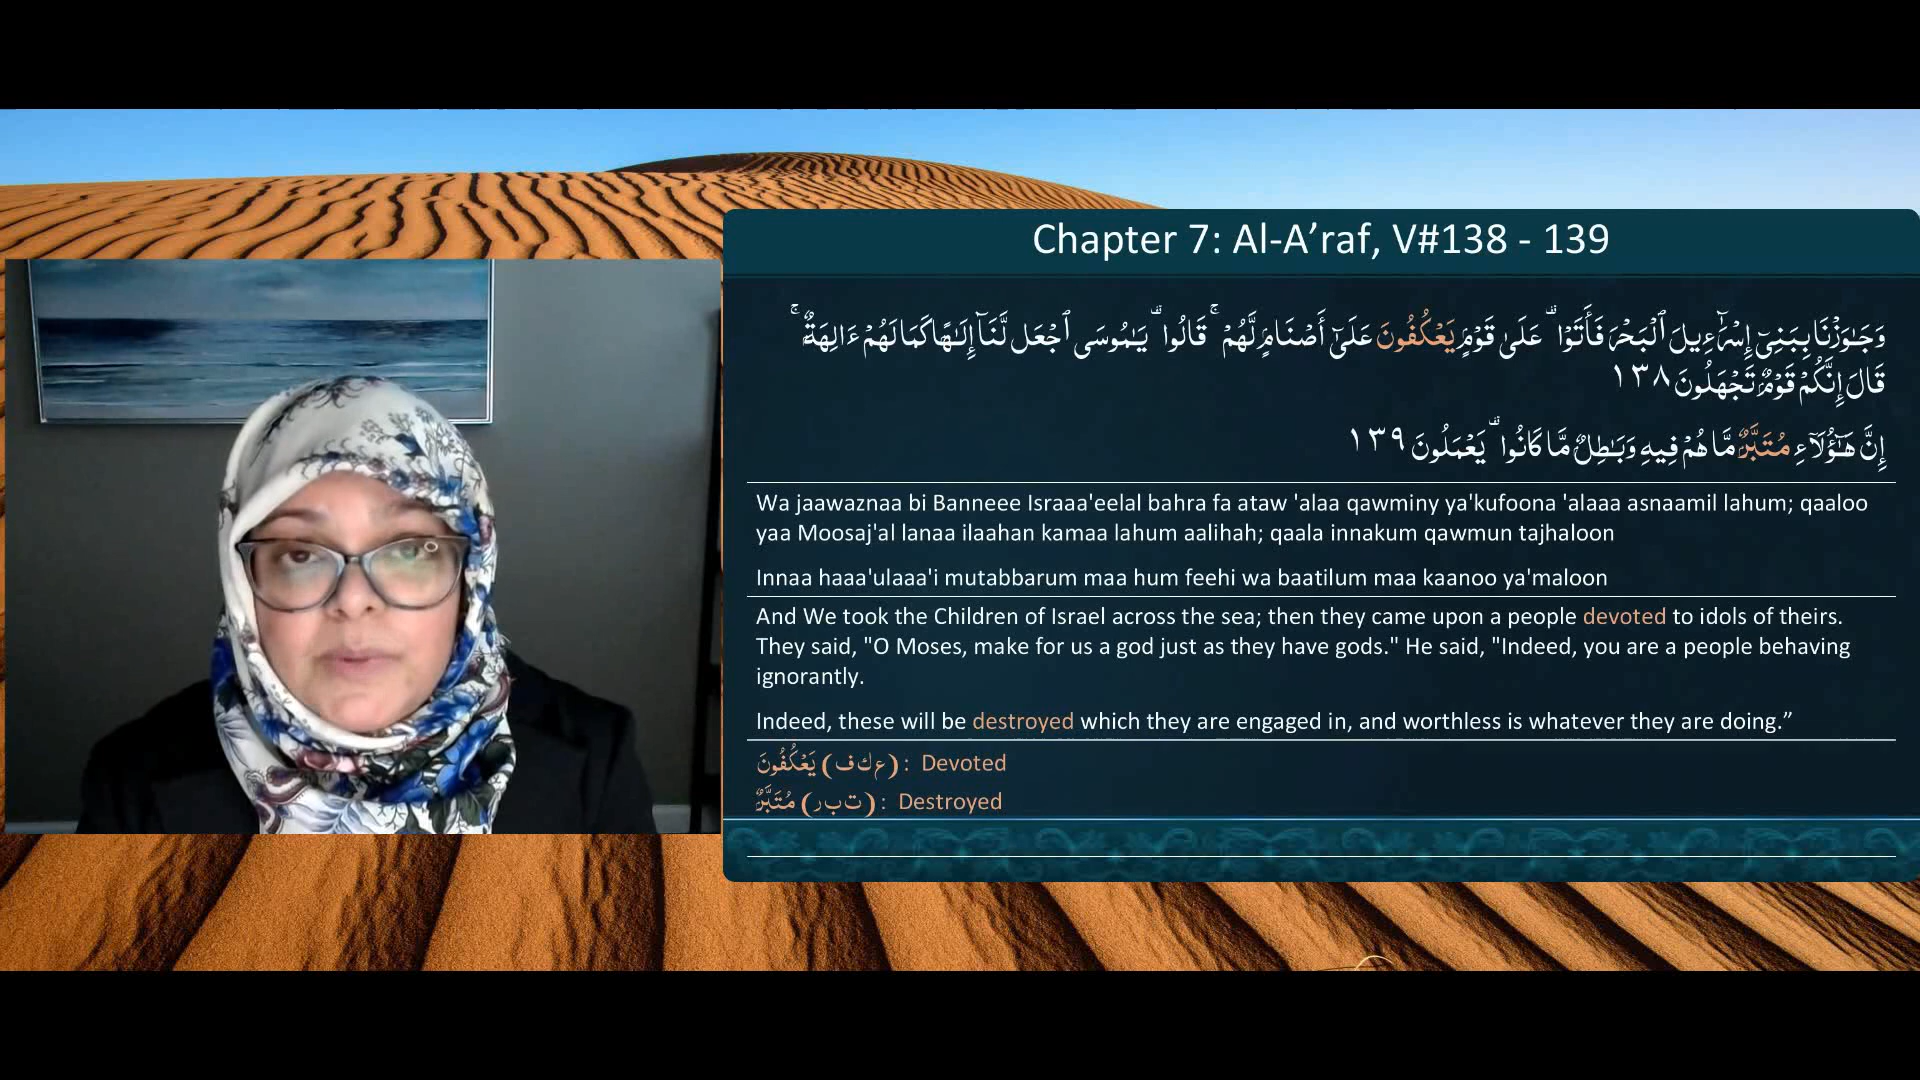 Chapter 7: Al-A’raf, V#138 - 139
وَجَـٰوَزْنَا بِبَنِىٓ إِسْرَٰٓءِيلَ ٱلْبَحْرَ فَأَتَوْا۟ عَلَىٰ قَوْمٍۢ يَعْكُفُونَ عَلَىٰٓ أَصْنَامٍۢ لَّهُمْ ۚ قَالُوا۟ يَـٰمُوسَى ٱجْعَل لَّنَآ إِلَـٰهًۭا كَمَا لَهُمْ ءَالِهَةٌۭ ۚ
قَالَ إِنَّكُمْ قَوْمٌۭ تَجْهَلُونَ ١٣٨
إِنَّ هَـٰٓؤُلَآءِ مُتَبَّرٌۭ مَّا هُمْ فِيهِ وَبَـٰطِلٌۭ مَّا كَانُوا۟ يَعْمَلُونَ ١٣٩
Wa jaawaznaa bi Banneee Israaa'eelal bahra fa ataw 'alaa qawminy ya'kufoona 'alaaa asnaamil lahum; qaaloo
yaa Moosaj'al lanaa ilaahan kamaa lahum aalihah; qaala innakum qawmun tajhaloon
Innaa haaa'ulaaa'i mutabbarum maa hum feehi wa baatilum maa kaanoo ya'maloon
And We took the Children of Israel across the sea; then they came upon a people devoted to idols of theirs.
They said, "O Moses, make for us a god just as they have gods." He said, "Indeed, you are a people behaving
ignorantly.
Indeed, these will be destroyed which they are engaged in, and worthless is whatever they are doing.”
يَعْكُفُونَ (ع ك ف) : Devoted
مُتَبَّرٌۭ (ت ب ر) : Destroyed